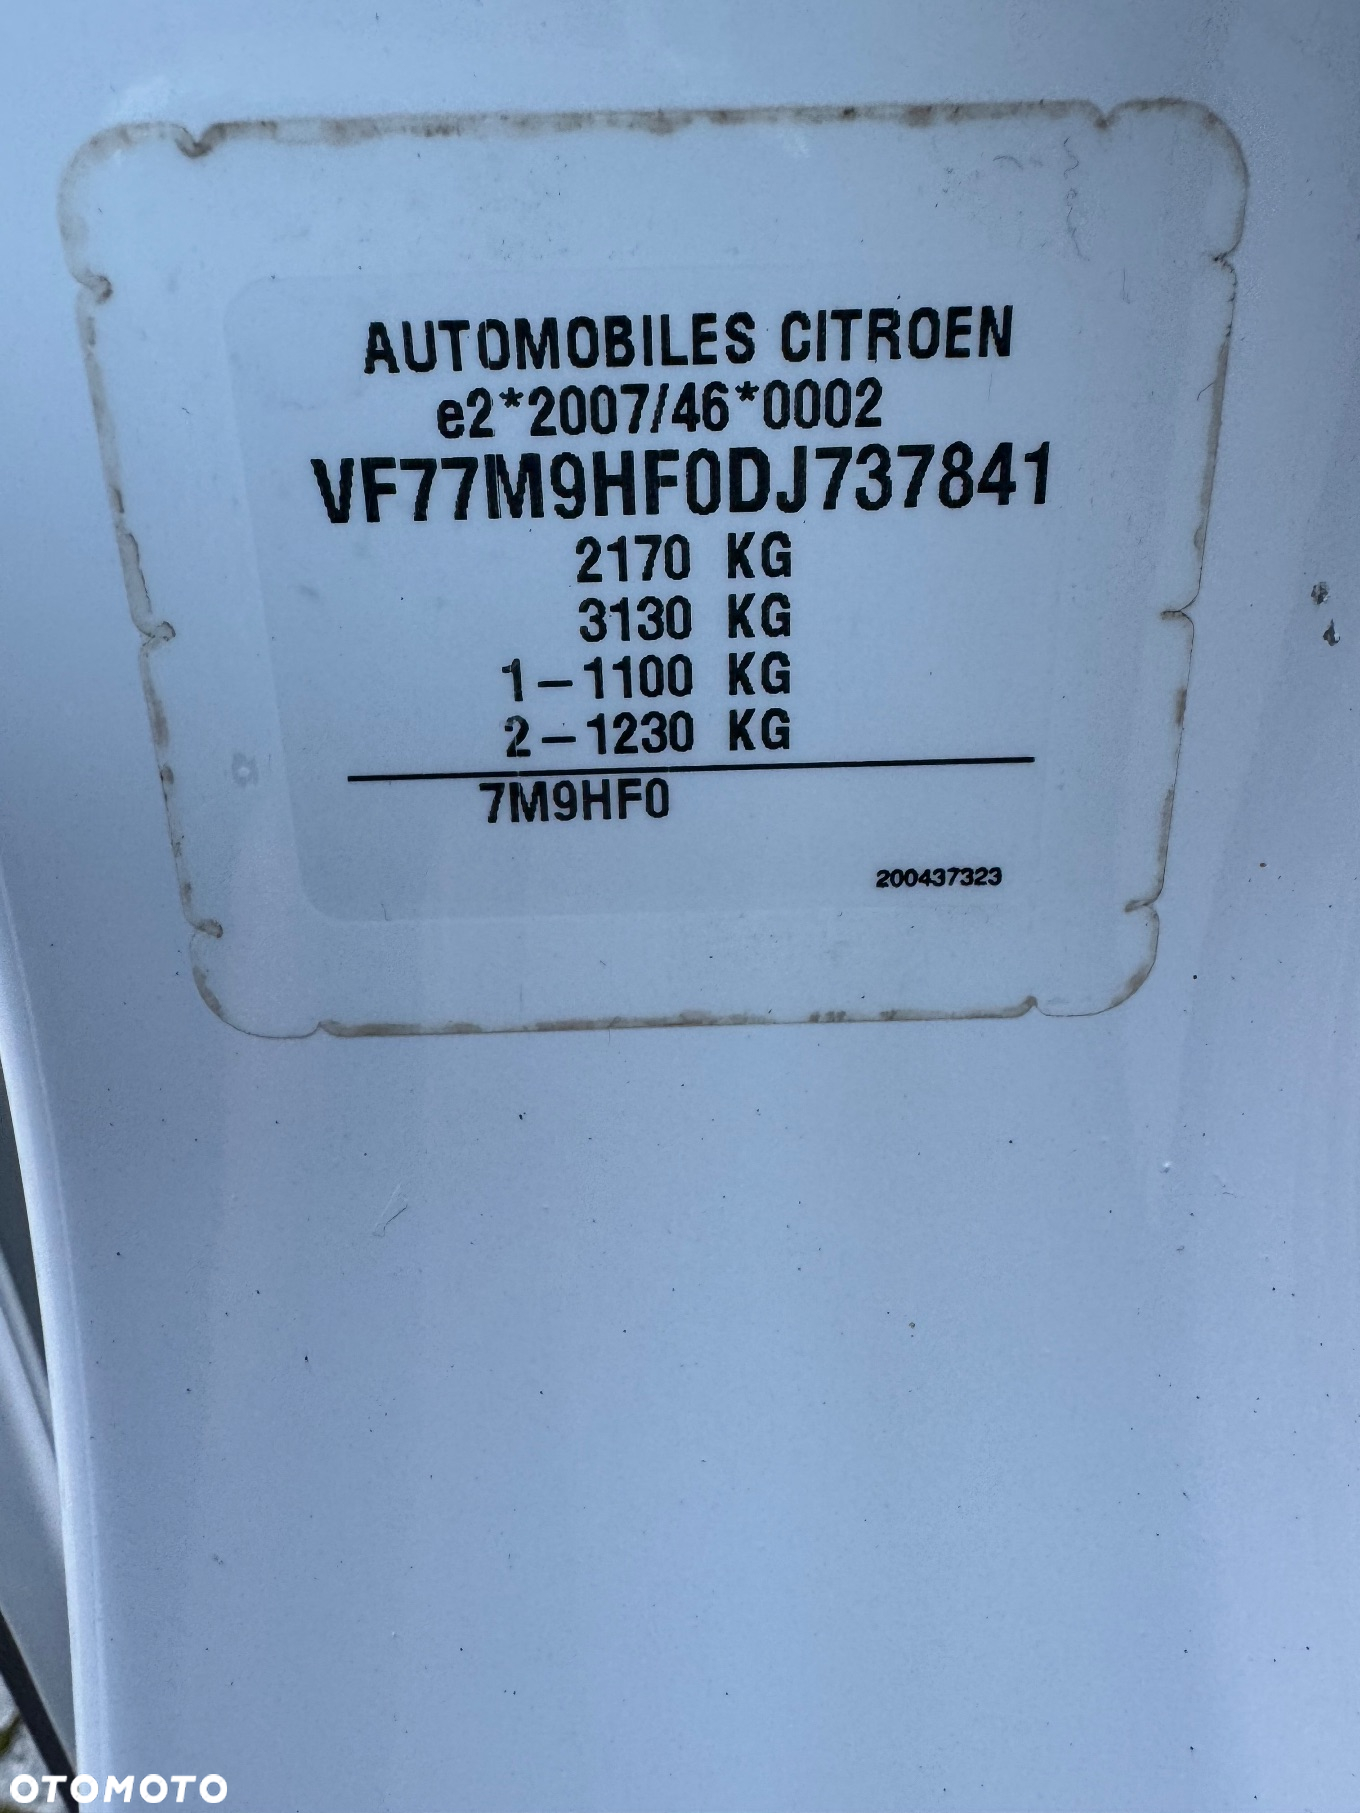 AUTOMOBILES CITROEN
e2*2007/46*0002
VF77M9HF0DJ737841
2170 KG
3130 KG
1-1100 KG
2-1230 KG
7M9HF0
200437323
OTOMOTO